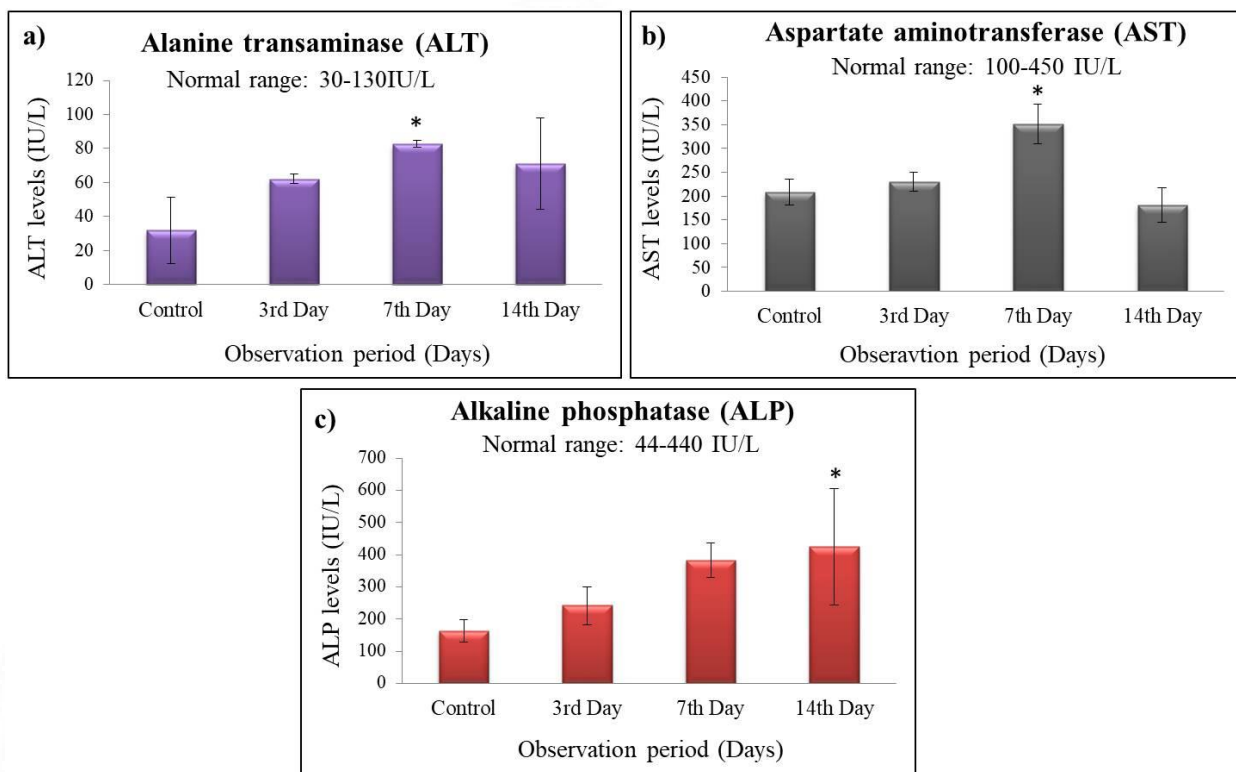 a)
Alanine transaminase (ALT)
Normal range: 30-130IU/L
ALT levels (IU/L)
120
100
80
60
40
20
0
*
Control 3rd Day 7th Day 14th Day
Observation period (Days)
b)
Aspartate aminotransferase (AST)
Normal range: 100-450 IU/L
AST levels (IU/L)
450
400
350
300
250
200
150
100
50
0
*
Control 3rd Day 7th Day 14th Day
Obseravtion period (Days)
c)
Alkaline phosphatase (ALP)
Normal range: 44-440 IU/L
ALP levels (IU/L)
700
600
500
400
300
200
100
0
*
Control 3rd Day 7th Day 14th Day
Observation period (Days)